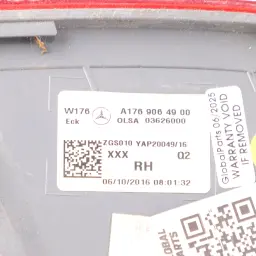 W176 A176 906 49 00
Eck OLSA 03626000
ZGS010 YAP20049/16
XXX Q2
RH
06/10/2016 08:01:32
GlobalParts 06/2025
WARRANTY VOID
IF REMOVED